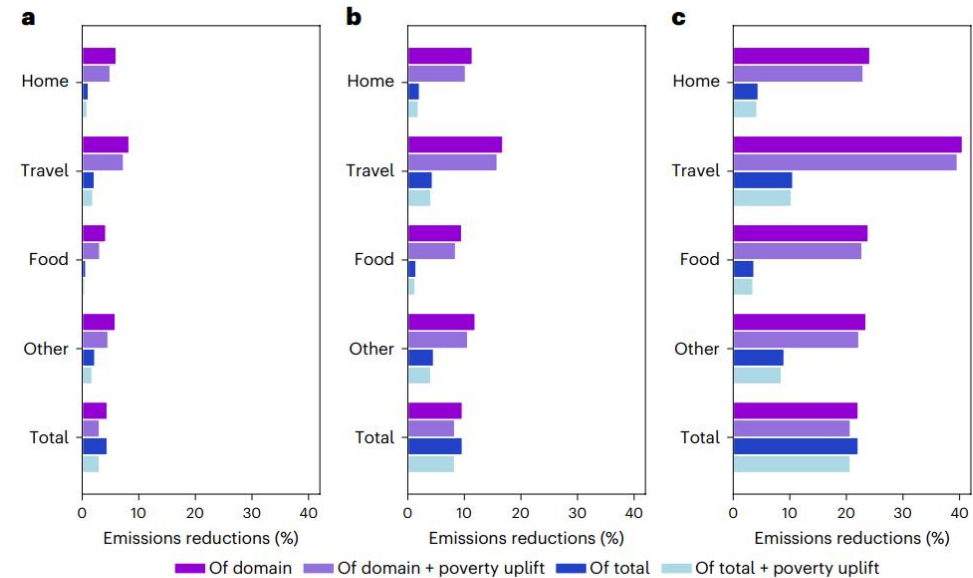 a
Home
Travel
Food
Other
Total
0 10 20 30 40
Emissions reductions (%)
b
Home
Travel
Food
Other
Total
0 10 20 30 40
Emissions reductions (%)
c
Home
Travel
Food
Other
Total
0 10 20 30 40
Emissions reductions (%)
Of domain Of domain + poverty uplift Of total Of total + poverty uplift